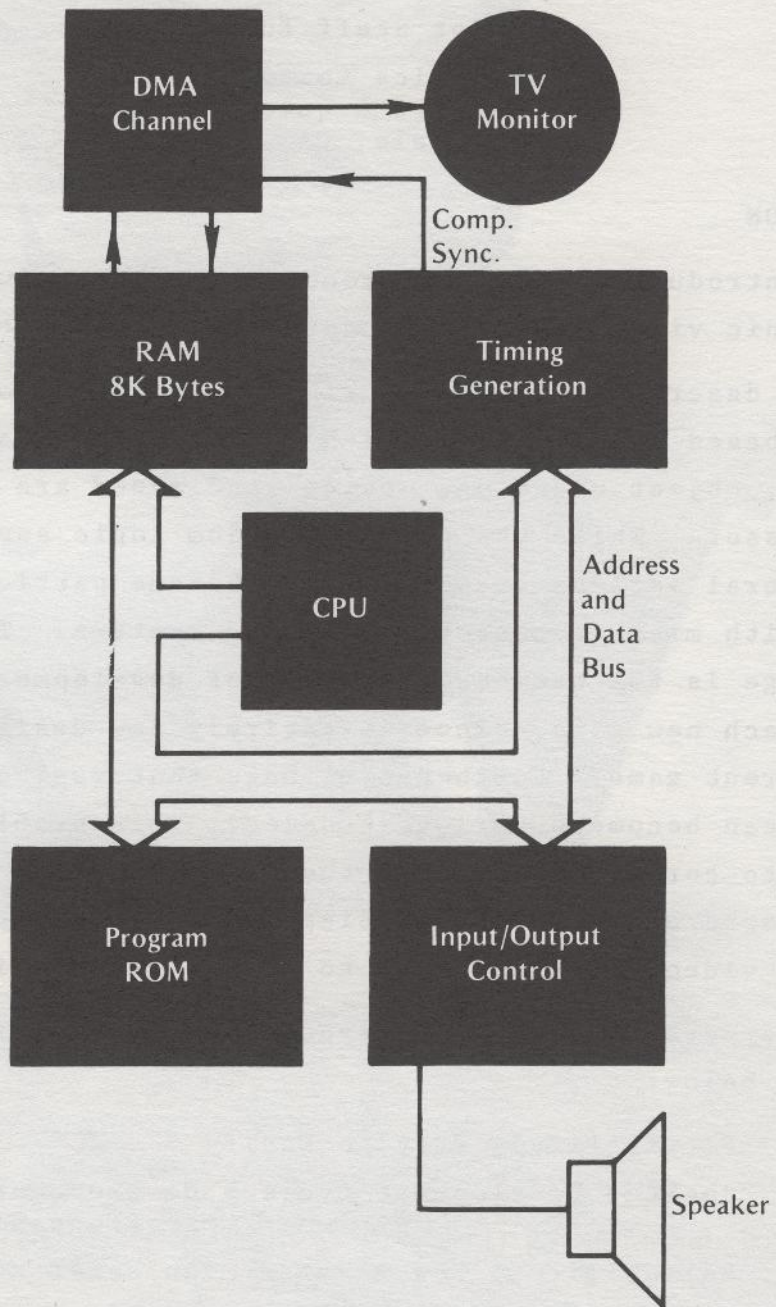 DMA
Channel
TV
Monitor
Comp.
Sync.
RAM
8K Bytes
Timing
Generation
CPU
Address
and
Data
Bus
Program
ROM
Input/Output
Control
Speaker